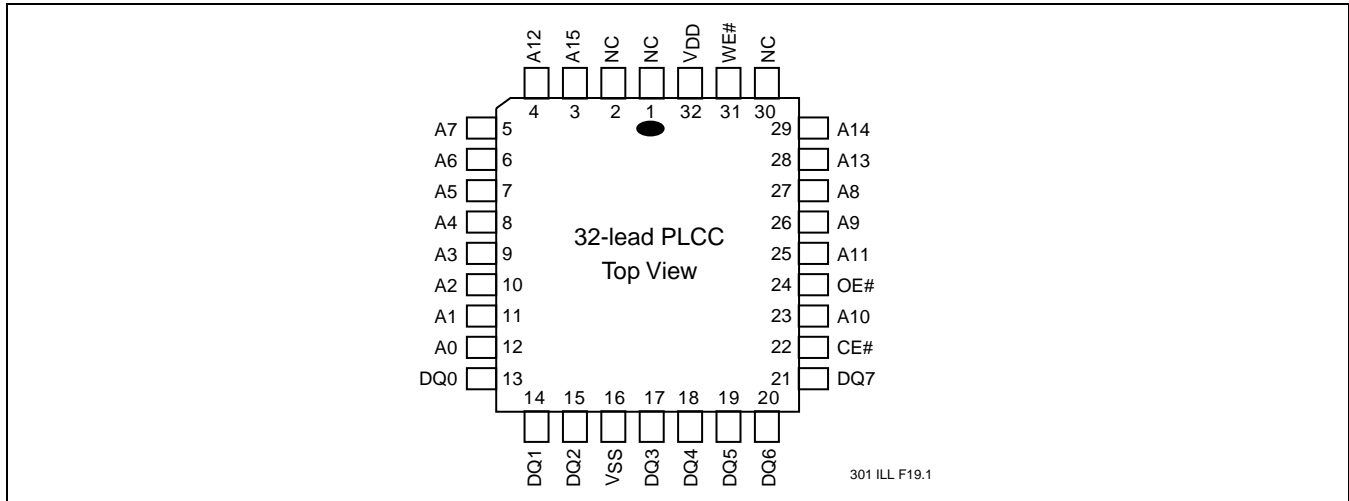 A12 A15 NC NC VDD WE# NC
4 3 2 1 32 31 30
A7 5 29 A14
A6 6 28 A13
A5 7 27 A8
A4 8 26 A9
A3 9 25 A11
32-lead PLCC
Top View
A2 10 24 OE#
A1 11 23 A10
A0 12 22 CE#
DQ0 13 21 DQ7
14 15 16 17 18 19 20
DQ1 DQ2 VSS DQ3 DQ4 DQ5 DQ6
301 ILL F19.1